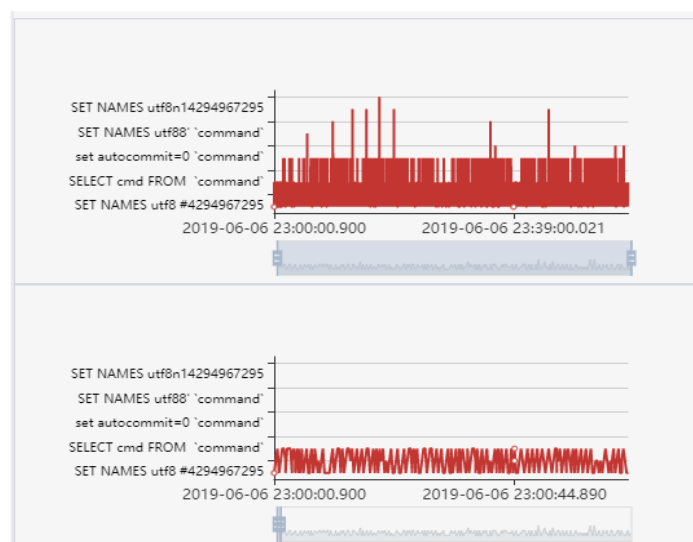 SET NAMES utf8n14294967295
SET NAMES utf88' `command`
set autocommit=0 `command`
SELECT cmd FROM `command`
SET NAMES utf8 #4294967295
2019-06-06 23:00:00.900 2019-06-06 23:39:00.021
SET NAMES utf8n14294967295
SET NAMES utf88' `command`
set autocommit=0 `command`
SELECT cmd FROM `command`
SET NAMES utf8 #4294967295
2019-06-06 23:00:00.900 2019-06-06 23:00:44.890